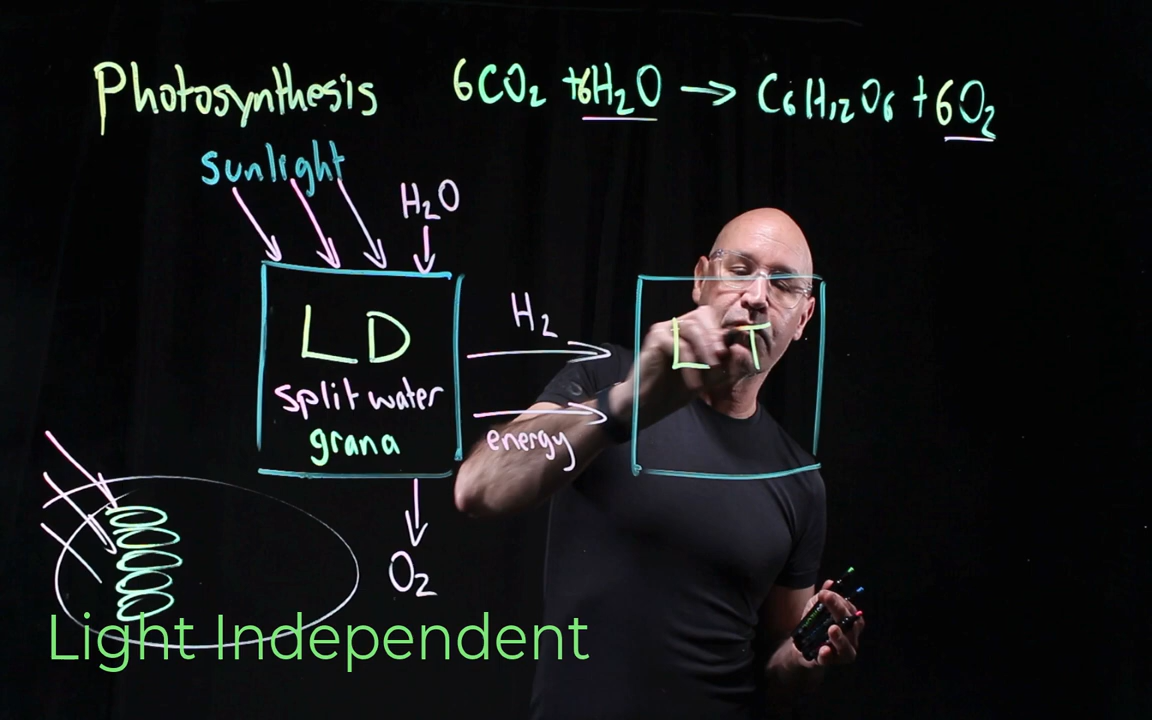 Photosynthesis 6CO₂ + 6H₂O → C₆H₁₂O₆ + 6O₂
sunlight
H₂O
LD
split water
grana
H₂
energy
O₂
LI
Light Independent